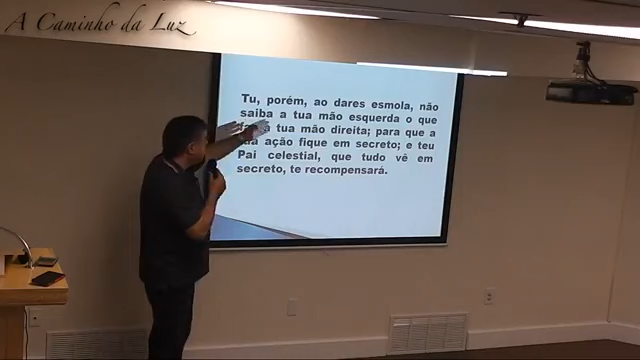 A Caminho da Luz
Tu, porém, ao dares esmola, não
saiba a tua mão esquerda o que
tua mão direita; para que a
ação fique em secreto; e teu
Pai celestial, que tudo vê em
secreto, te recompensará.